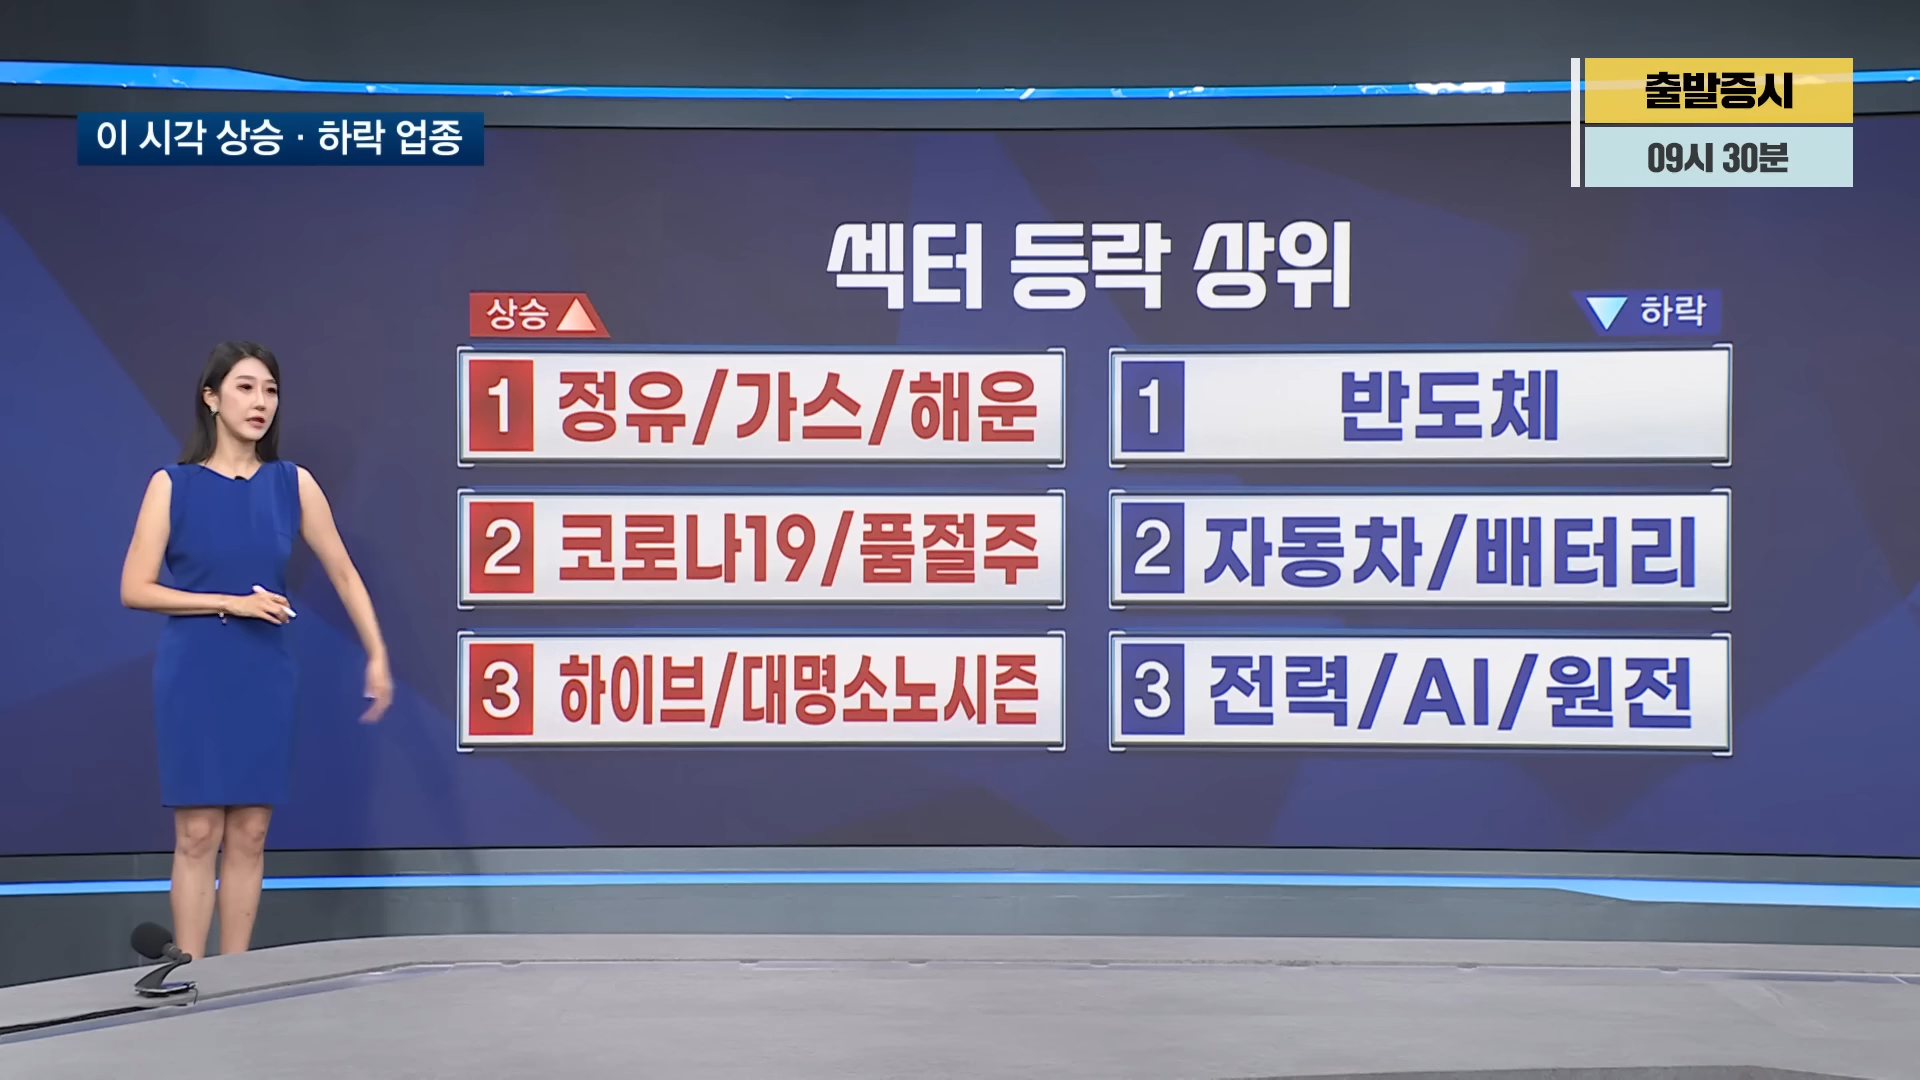 이 시각 상승 · 하락 업종
출발증시
09시 30분
섹터 등락 상위
상승▲
1 정유/가스/해운
2 코로나19/품절주
3 하이브/대명소노시즌
▼ 하락
1 반도체
2 자동차/배터리
3 전력/AI/원전